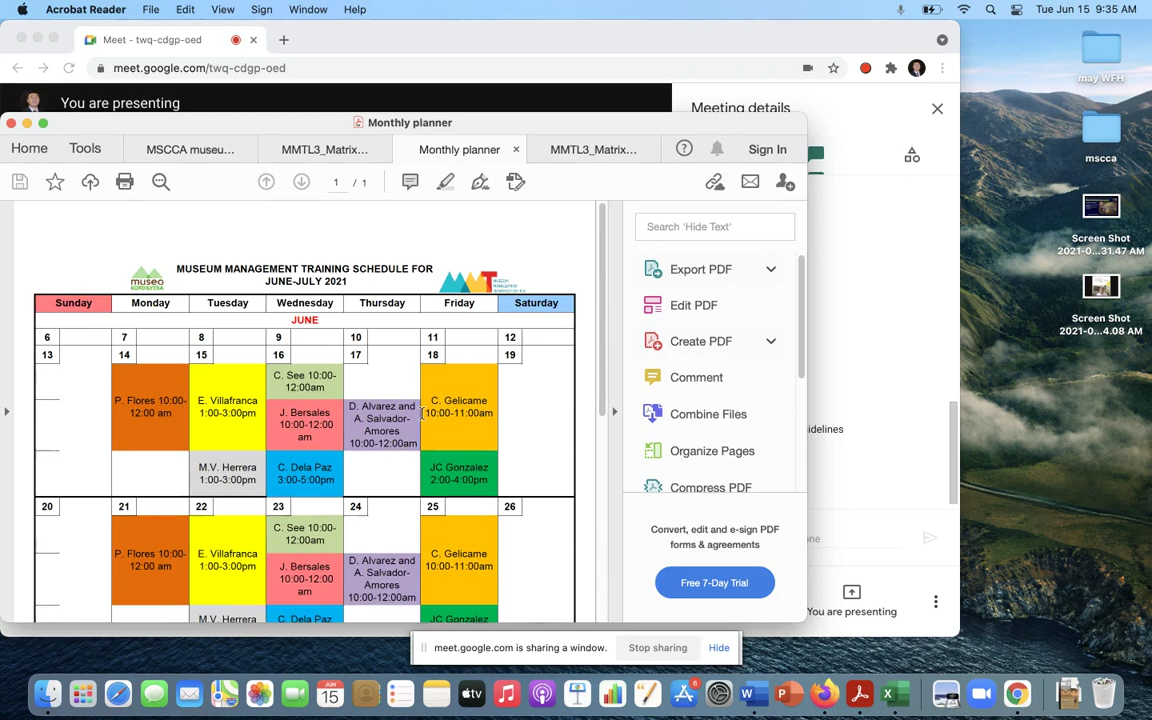 Acrobat Reader File Edit View Sign Window Help Tue Jun 15 9:35 AM
Meet - twq-cdgp-oed
meet.google.com/twq-cdgp-oed
You are presenting
Meeting details
Monthly planner
Home Tools MSCCA museu... MMTL3_Matrix... Monthly planner MMTL3_Matrix... Sign In
1 / 1
Search 'Hide Text'
Export PDF
Edit PDF
Create PDF
Comment
Combine Files
Organize Pages
Compress PDF
Convert, edit and e-sign PDF
forms & agreements
Free 7-Day Trial
museo
KORDILYERA
MUSEUM MANAGEMENT TRAINING SCHEDULE FOR
JUNE-JULY 2021
MMT
Sunday Monday Tuesday Wednesday Thursday Friday Saturday
JUNE
6 7 8 9 10 11 12
13 14 15 16 17 18 19
P. Flores 10:00-
12:00 am
E. Villafranca
1:00-3:00pm
C. See 10:00-
12:00am
J. Bersales
10:00-12:00
am
D. Alvarez and
A. Salvador-
Amores
10:00-12:00am
C. Gelicame
10:00-11:00am
M.V. Herrera
1:00-3:00pm
C. Dela Paz
3:00-5:00pm
JC Gonzalez
2:00-4:00pm
20 21 22 23 24 25 26
P. Flores 10:00-
12:00 am
E. Villafranca
1:00-3:00pm
C. See 10:00-
12:00am
J. Bersales
10:00-12:00
am
D. Alvarez and
A. Salvador-
Amores
10:00-12:00am
C. Gelicame
10:00-11:00am
M.V. Herrera C. Dela Paz JC Gonzalez
idelines
one
You are presenting
meet.google.com is sharing a window. Stop sharing Hide
may WFH
mscca
Screen Shot
2021-0...31.47 AM
Screen Shot
2021-0...4.08 AM
JUN
15
tv
6